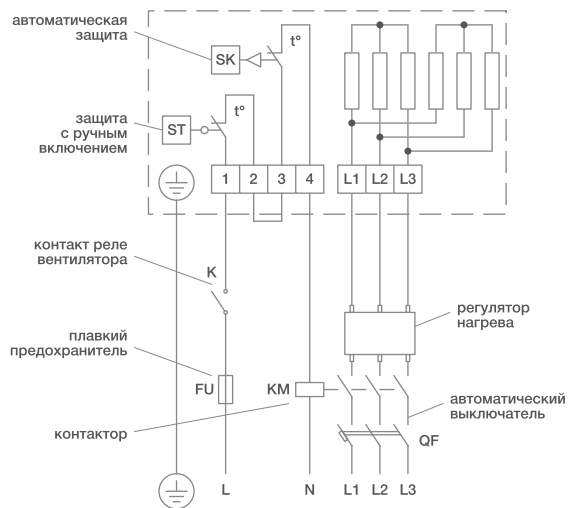 автоматическая
защита
SK
t°
защита
с ручным
включением
ST
t°
1 2 3 4 L1 L2 L3
контакт реле
вентилятора
K
регулятор
нагрева
плавкий
предохранитель
FU
KM
автоматический
выключатель
контактор
QF
L N L1 L2 L3